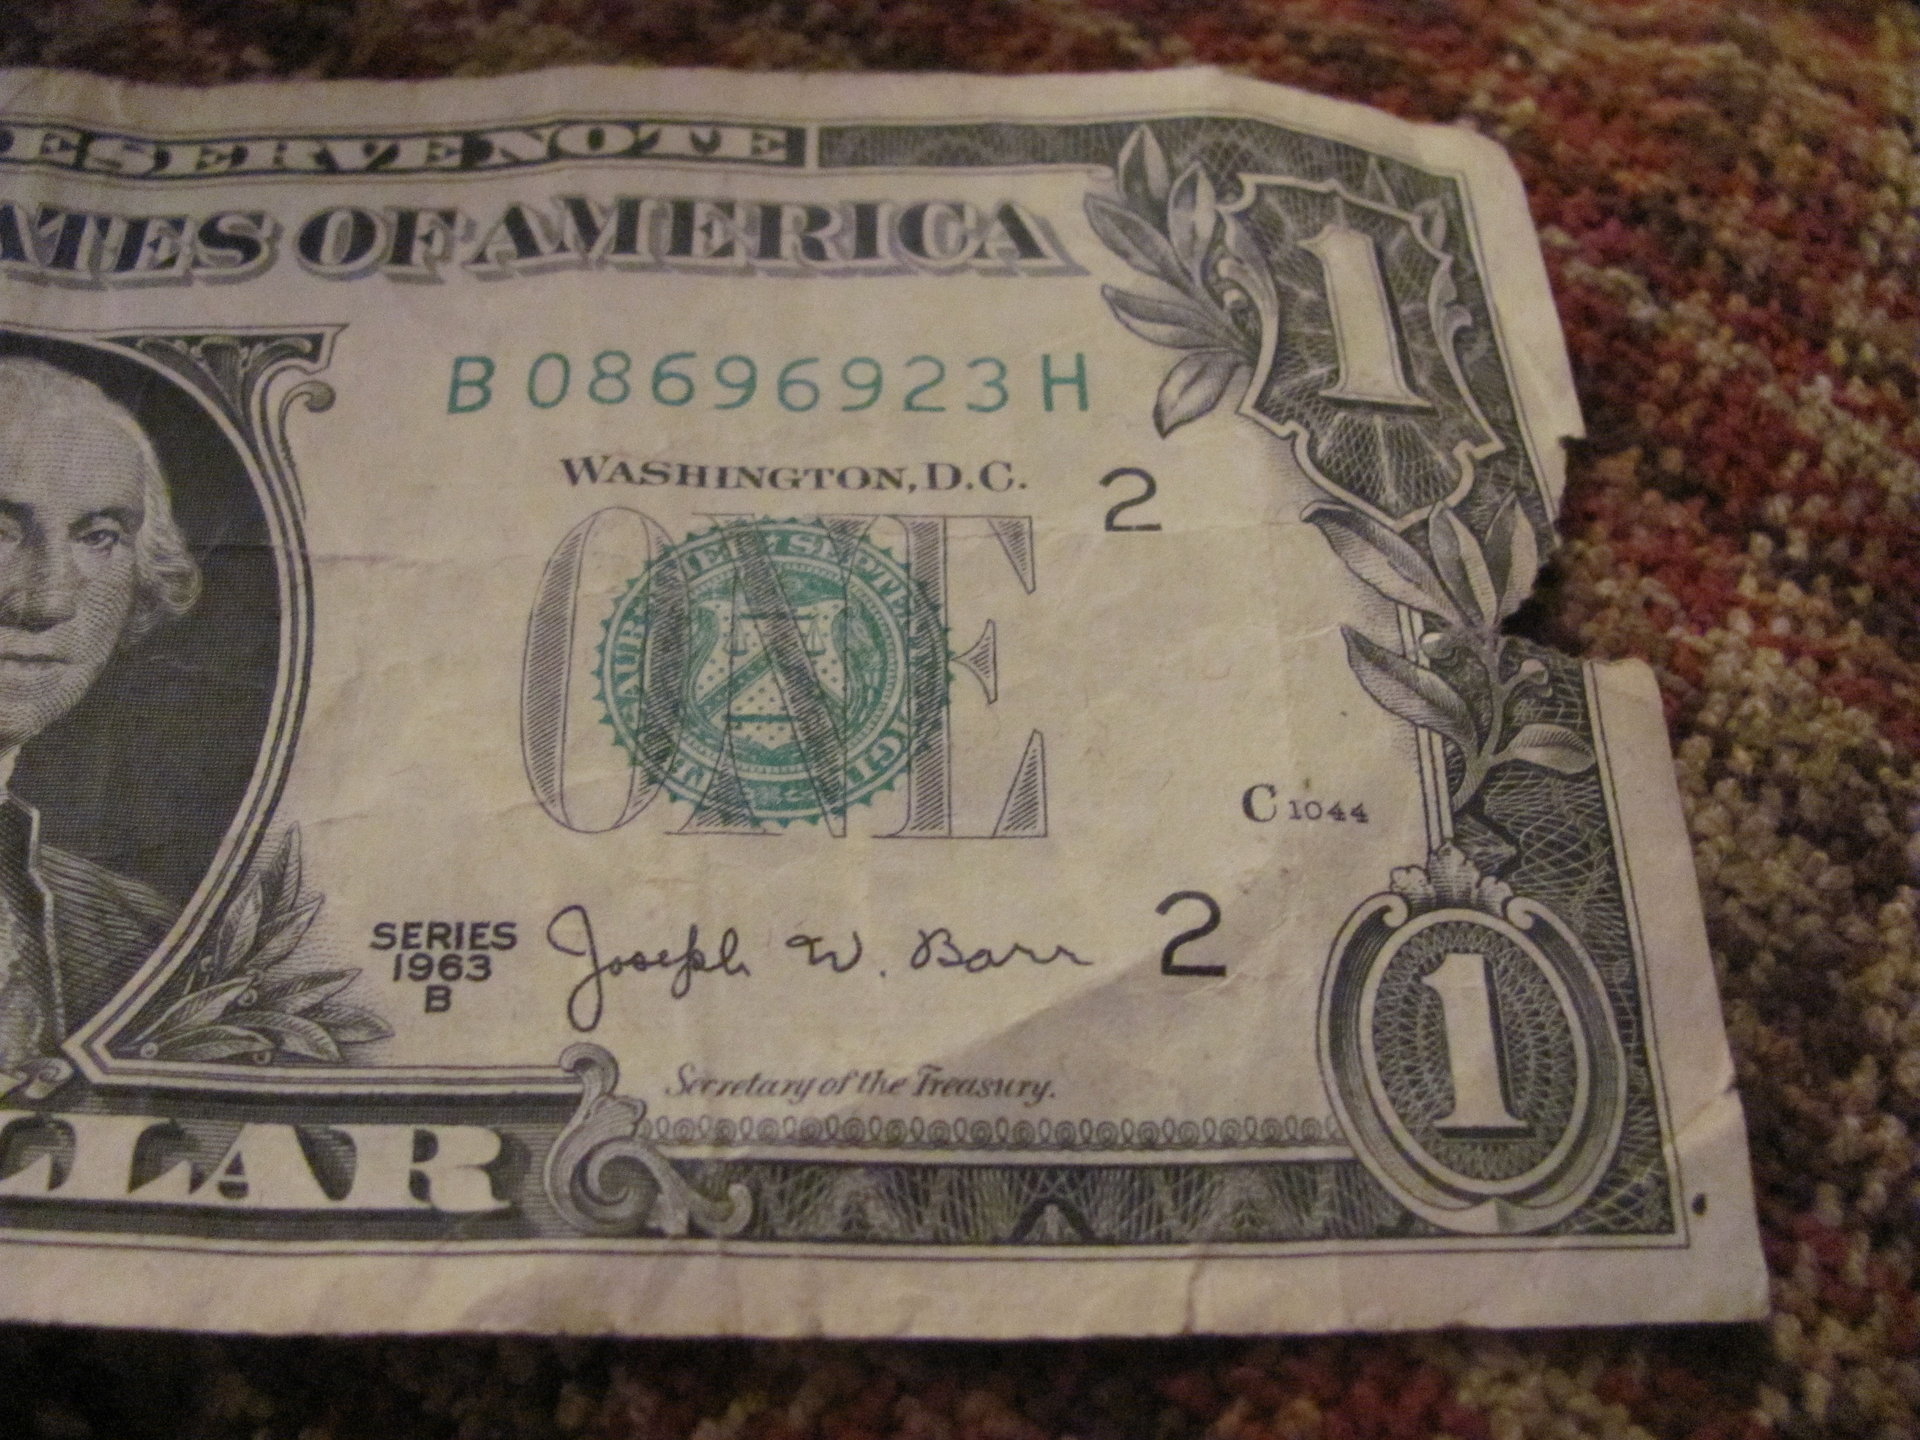 ESERVE NOTE
ATES OF AMERICA
1
B 08696923 H
WASHINGTON, D.C.
2
ONE
C 1044
SERIES
1963
B
Joseph W. Barr
2
1
Secretary of the Treasury.
LLAR